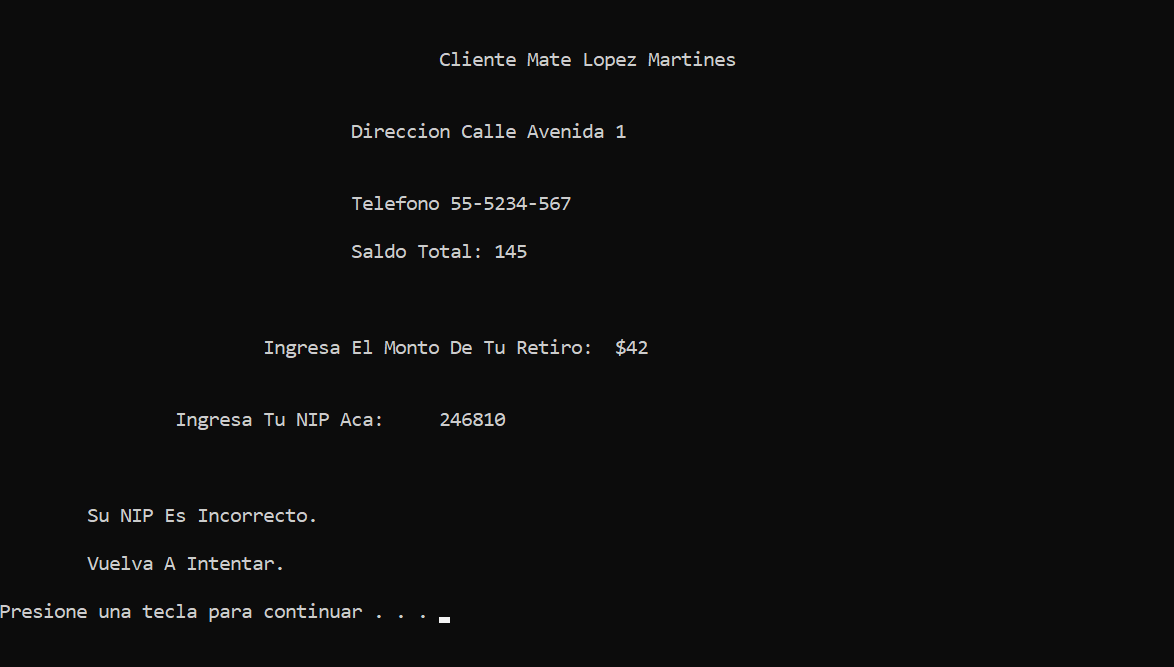 Cliente Mate Lopez Martines
Direccion Calle Avenida 1
Telefono 55-5234-567
Saldo Total: 145
Ingresa El Monto De Tu Retiro:  $42
Ingresa Tu NIP Aca:     246810
Su NIP Es Incorrecto.
Vuelva A Intentar.
Presione una tecla para continuar . . .